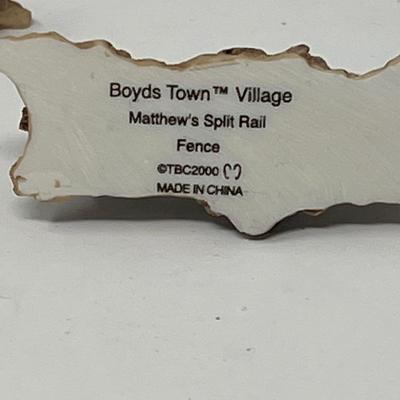 Boyds Town™ Village
Matthew's Split Rail
Fence
©TBC2000
MADE IN CHINA